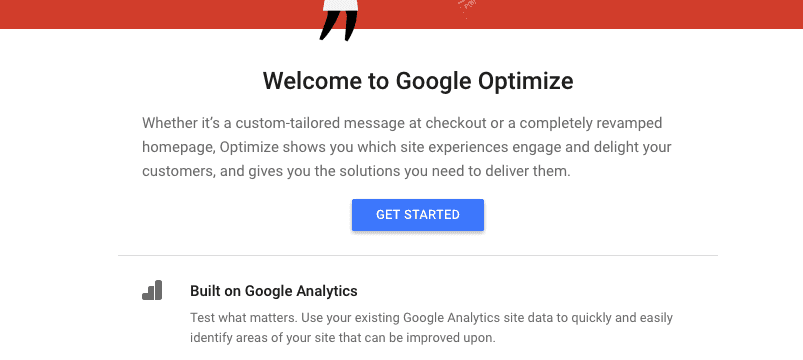 Welcome to Google Optimize
Whether it's a custom-tailored message at checkout or a completely revamped
homepage, Optimize shows you which site experiences engage and delight your
customers, and gives you the solutions you need to deliver them.
GET STARTED
Built on Google Analytics
Test what matters. Use your existing Google Analytics site data to quickly and easily
identify areas of your site that can be improved upon.